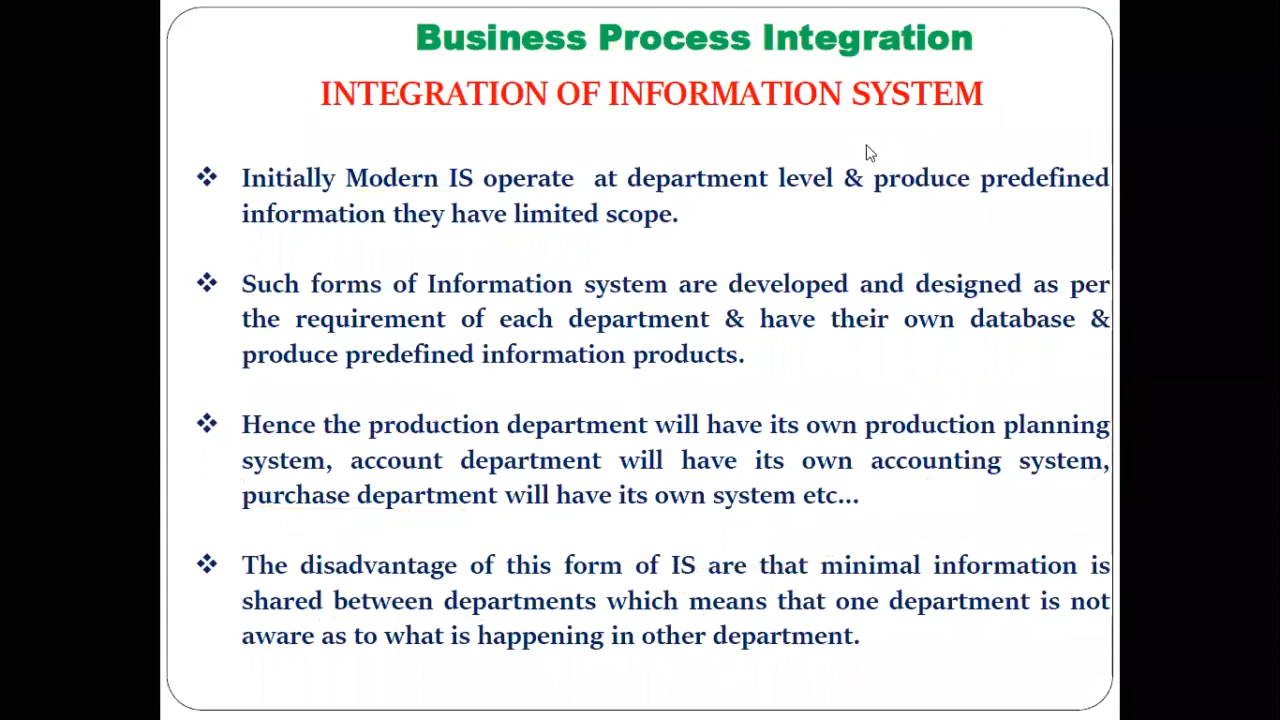 Business Process Integration
INTEGRATION OF INFORMATION SYSTEM
❖ Initially Modern IS operate at department level & produce predefined
information they have limited scope.
❖ Such forms of Information system are developed and designed as per
the requirement of each department & have their own database &
produce predefined information products.
❖ Hence the production department will have its own production planning
system, account department will have its own accounting system,
purchase department will have its own system etc...
❖ The disadvantage of this form of IS are that minimal information is
shared between departments which means that one department is not
aware as to what is happening in other department.